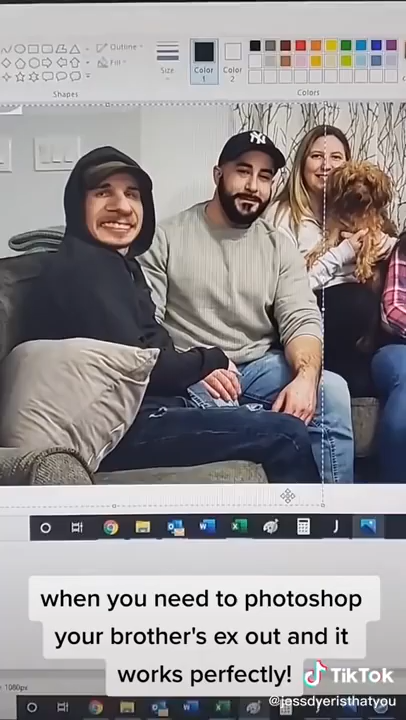 Outline
Fill
Size
Color
1
Color
2
Shapes
Colors
NY
when you need to photoshop
your brother's ex out and it
works perfectly!
TikTok
@jessdyeristhatyou
1080px